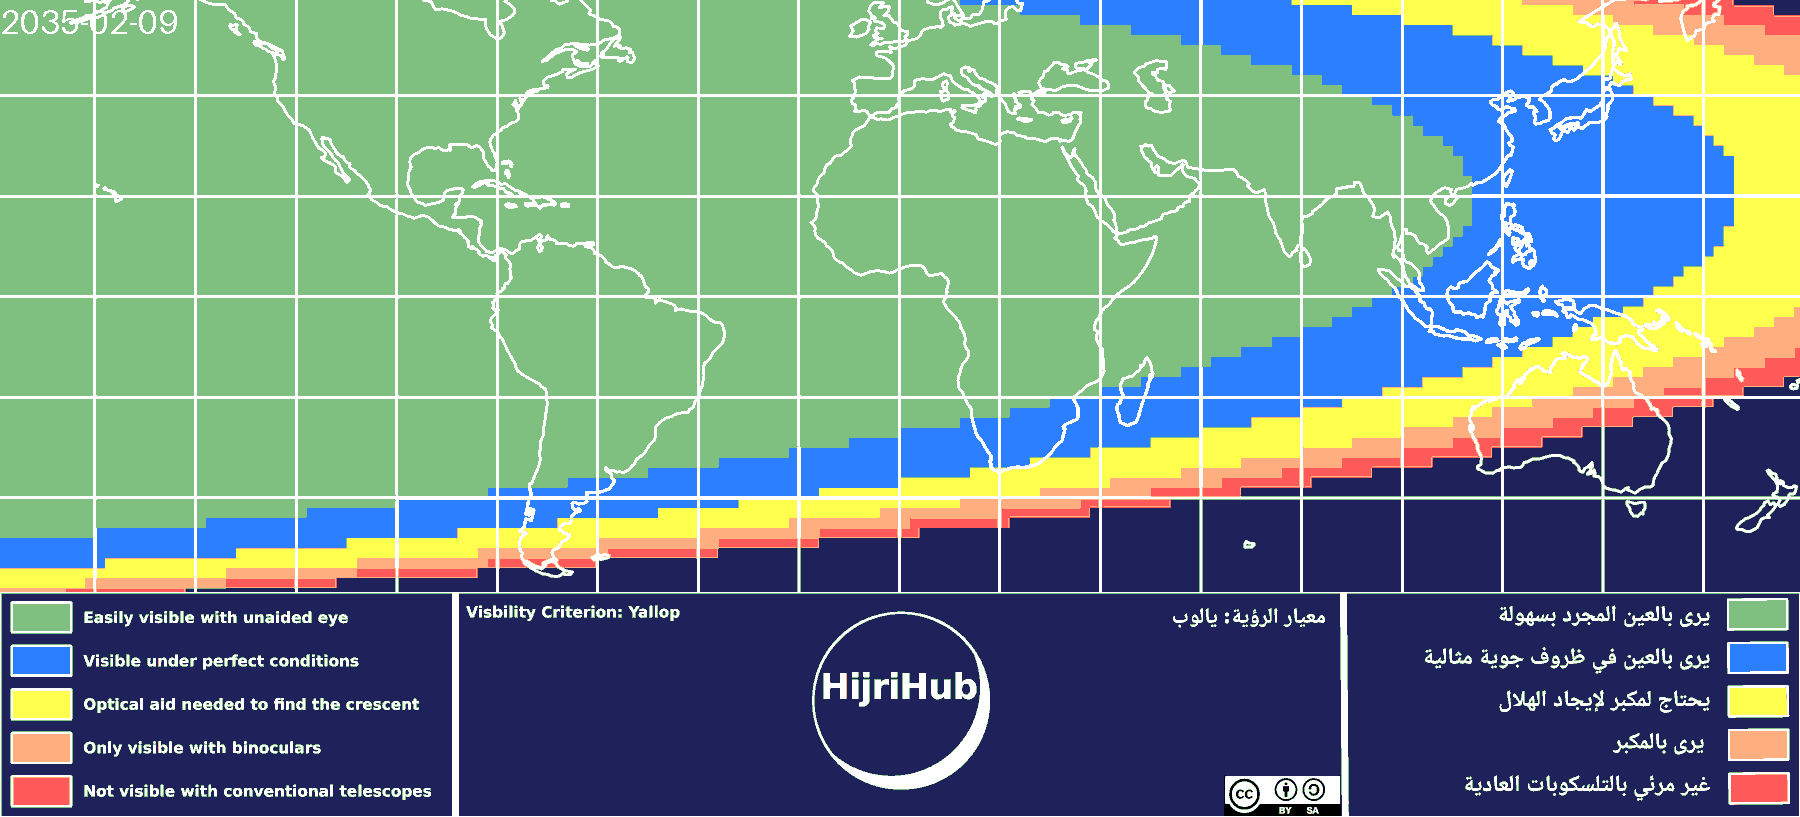 2035-02-09
Easily visible with unaided eye
Visible under perfect conditions
Optical aid needed to find the crescent
Only visible with binoculars
Not visible with conventional telescopes
Visbility Criterion: Yallop
معيار الرؤية: يالوب
HijriHub
cc
BY SA
يرى بالعين المجرد بسهولة
يرى بالعين في ظروف جوية مثالية
يحتاج لمكبر لإيجاد الهلال
يرى بالمكبر
غير مرئي بالتلسكوبات العادية